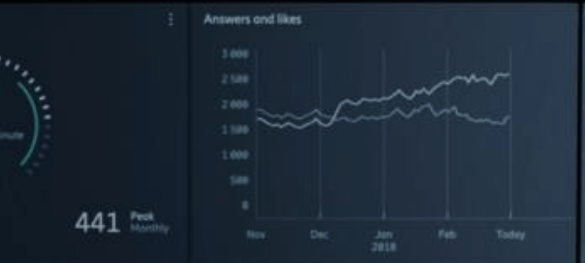 Answers and likes
3 000
2 500
2 000
1 500
1 000
500
0
Nov Dec Jan Feb Today
2018
inute
441 Peak
Monthly